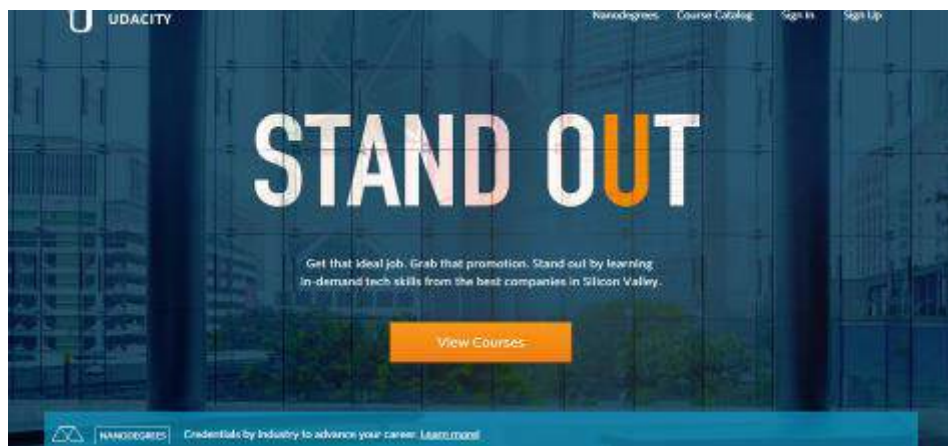 UDACITY
Nanodegrees Course Catalog Sign In Sign Up
STAND OUT
Get that ideal job. Grab that promotion. Stand out by learning
in-demand tech skills from the best companies in Silicon Valley.
View Courses
NANODEGREES Credentials by industry to advance your career. Learn more!